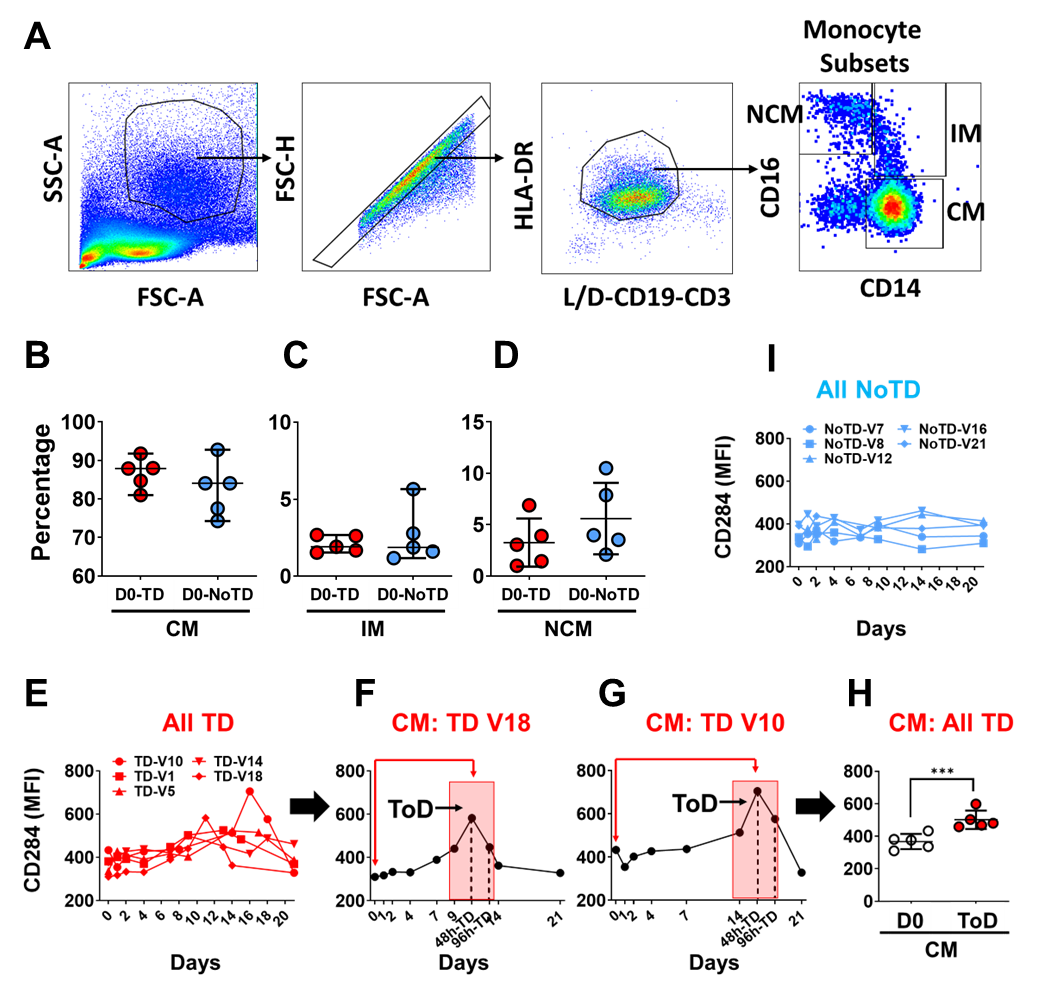 A
Monocyte
Subsets
SSC-A
FSC-A
FSC-H
FSC-A
HLA-DR
L/D-CD19-CD3
CD16
NCM
IM
CM
CD14
B
C
D
I
Percentage
100
90
80
70
60
D0-TD
D0-NoTD
CM
10
5
0
D0-TD
D0-NoTD
IM
15
10
5
0
D0-TD
D0-NoTD
NCM
All NoTD
NoTD-V7
NoTD-V16
NoTD-V8
NoTD-V21
NoTD-V12
CD284 (MFI)
800
600
400
200
0
2
4
6
8
10
12
14
16
18
20
Days
E
F
G
H
All TD
TD-V10
TD-V14
TD-V1
TD-V18
TD-V5
CD284 (MFI)
800
600
400
200
0
2
4
6
8
10
12
14
16
18
20
Days
CM: TD V18
ToD
800
600
400
200
0
1
2
4
7
9
48h-TD
96h-TD
14
21
Days
CM: TD V10
ToD
800
600
400
200
0
1
2
4
7
14
48h-TD
96h-TD
21
Days
CM: All TD
***
800
600
400
200
0
D0
ToD
CM